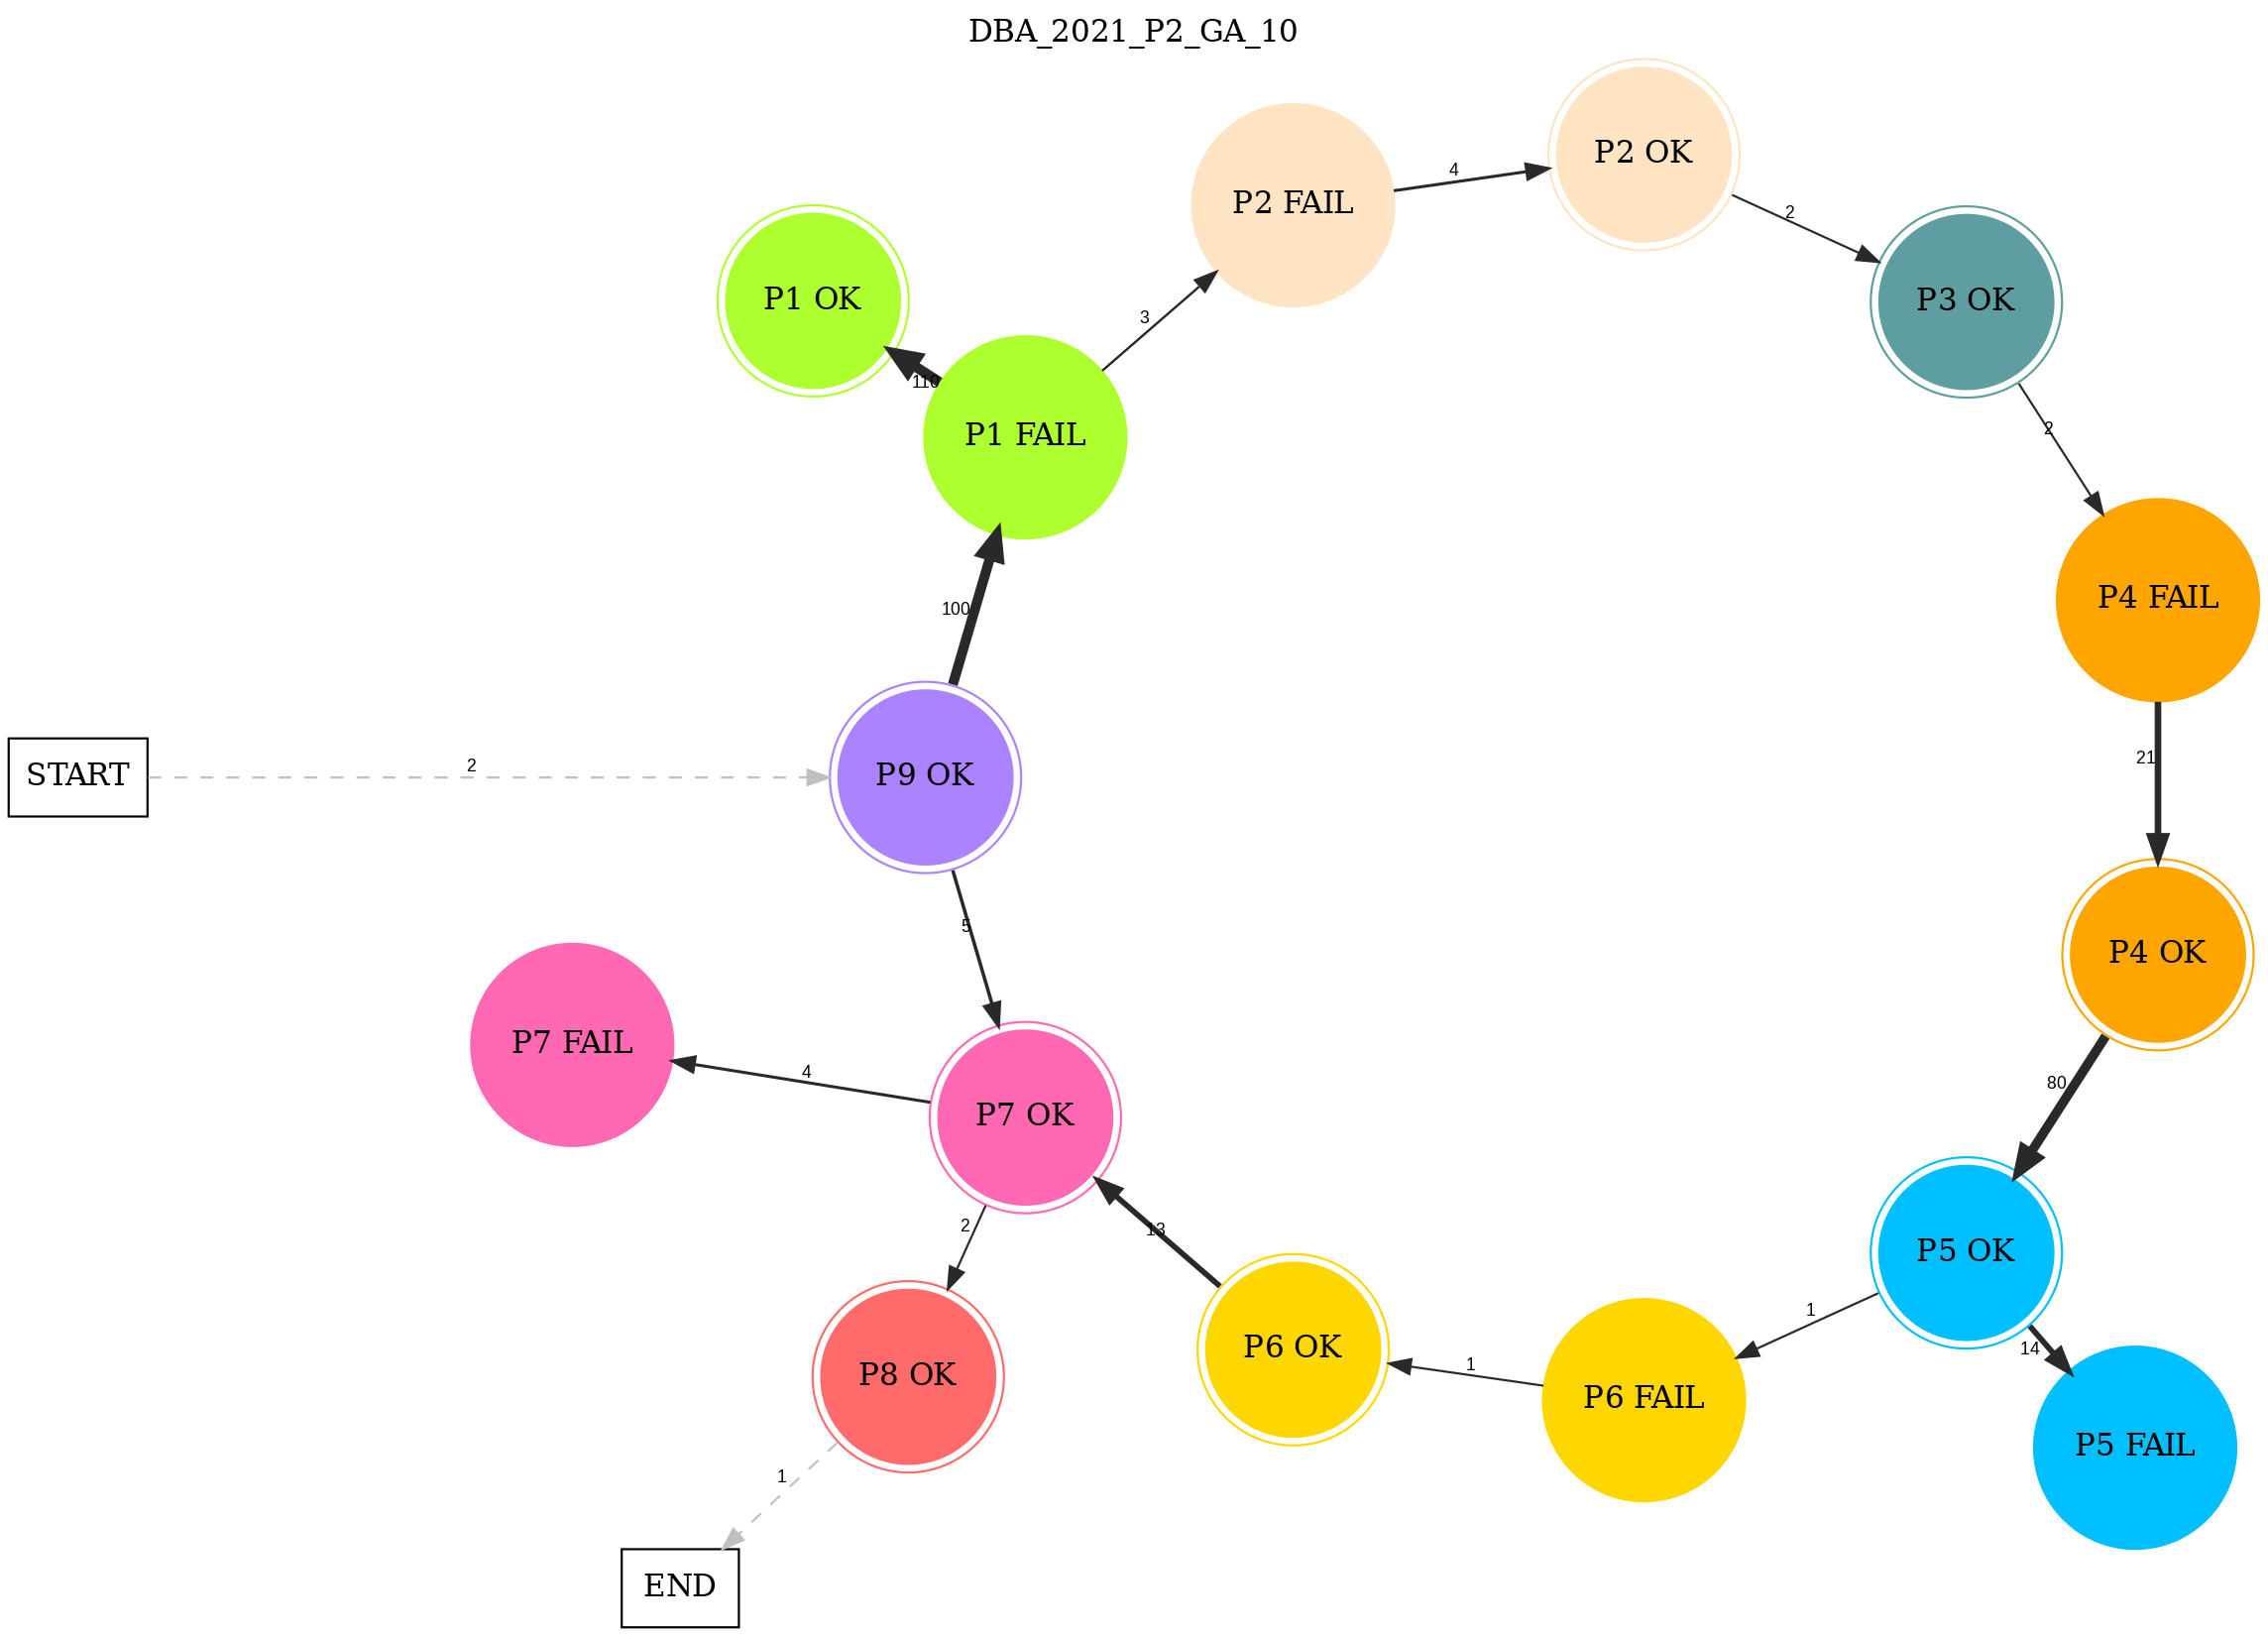 DBA_2021_P2_GA_10
P2 OK
4
P2 FAIL
2
P1 OK
P3 OK
3
110
P1 FAIL
2
P4 FAIL
100
21
START
2
P9 OK
5
P4 OK
P7 FAIL
4
80
P7 OK
2
13
P5 OK
1
P6 OK
14
1
P8 OK
P6 FAIL
P5 FAIL
1
END